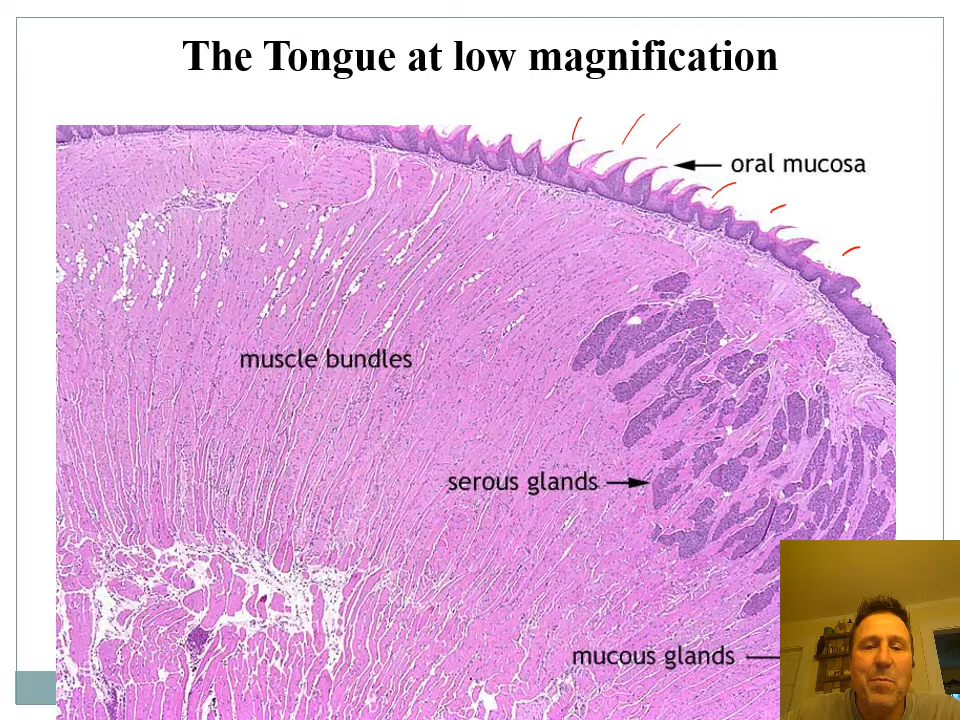 The Tongue at low magnification
oral mucosa
muscle bundles
serous glands
mucous glands